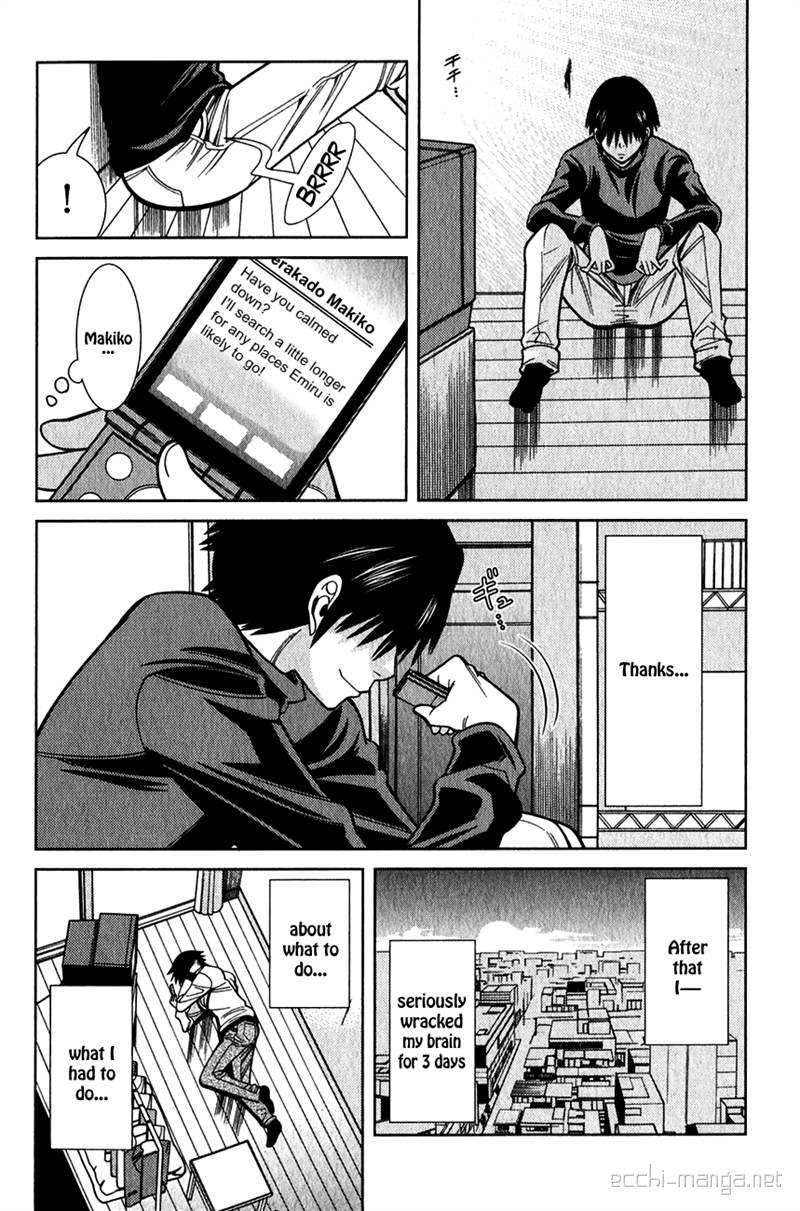 チチ…
BRRRR
!
erakado Makiko
Have you calmed
down?
I'll search a little longer
for any places Emiru is
likely to go!
Makiko
...
ギュ…
Thanks...
After
that
I—
seriously
wracked
my brain
for 3 days
about
what to
do...
what I
had to
do...
ecchi-manga.net